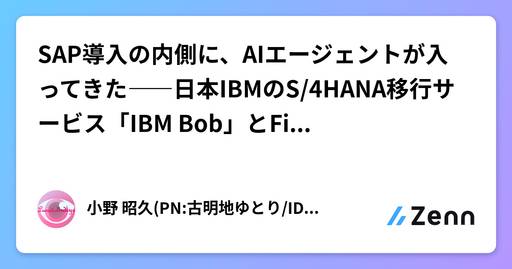 SAP導入の内側に、AIエージェントが入
ってきた──日本IBMのS/4HANA移行サ
ービス「IBM Bob」とFi...
小野 昭久(PN:古明地ゆとり/ID...
Zenn